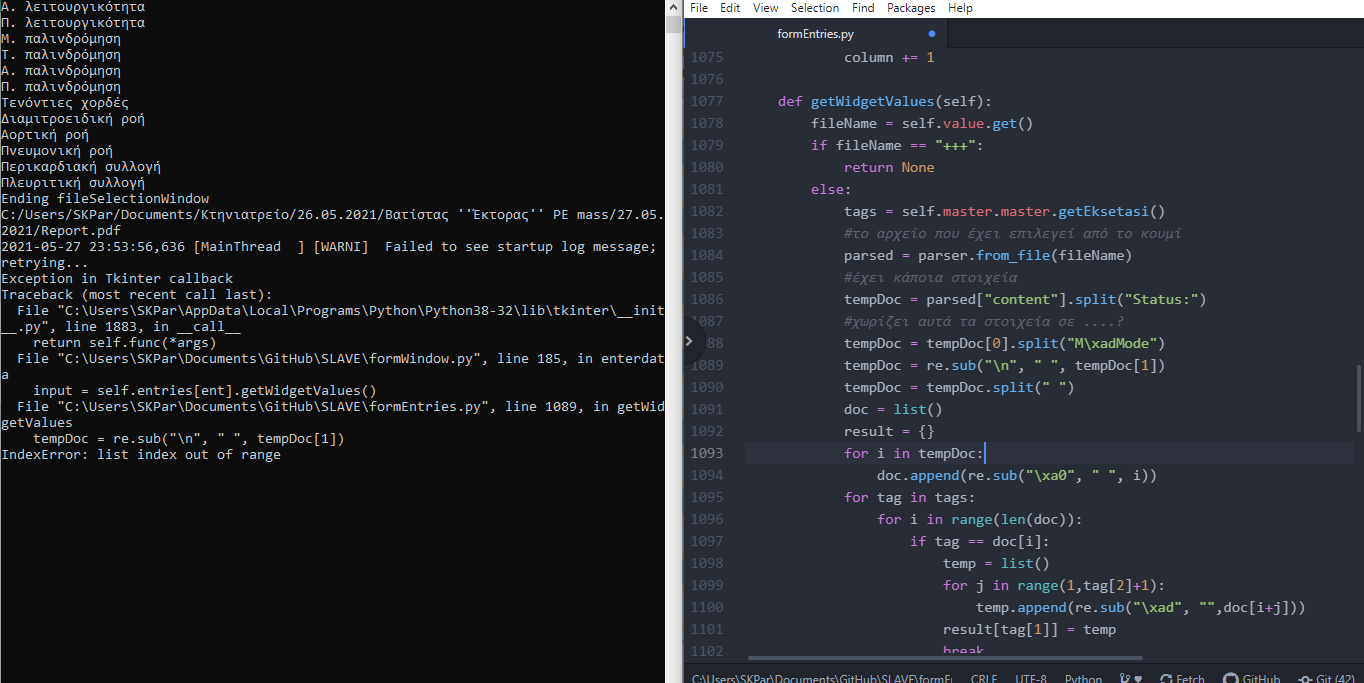 Α. λειτουργικότητα
Π. λειτουργικότητα
Μ. παλινδρόμηση
Τ. παλινδρόμηση
Α. παλινδρόμηση
Π. παλινδρόμηση
Τενόντιες χορδές
Διαμιτροειδική ροή
Αορτική ροή
Πνευμονική ροή
Περικαρδιακή συλλογή
Πλευριτική συλλογή
Ending fileSelectionWindow
C:/Users/SKPar/Documents/Κτηνιατρείο/26.05.2021/Βατίστας ''Έκτορας'' PE mass/27.05.
2021/Report.pdf
2021-05-27 23:53:56,636 [MainThread  ] [WARNI]  Failed to see startup log message;
retrying...
Exception in Tkinter callback
Traceback (most recent call last):
  File "C:\Users\SKPar\AppData\Local\Programs\Python\Python38-32\lib\tkinter\__init
__.py", line 1883, in __call__
    return self.func(*args)
  File "C:\Users\SKPar\Documents\GitHub\SLAVE\formWindow.py", line 185, in enterdat
a
    input = self.entries[ent].getWidgetValues()
  File "C:\Users\SKPar\Documents\GitHub\SLAVE\formEntries.py", line 1089, in getWid
getValues
    tempDoc = re.sub("\n", " ", tempDoc[1])
IndexError: list index out of range
File Edit View Selection Find Packages Help
formEntries.py
1075 column += 1
1076
1077 def getWidgetValues(self):
1078 fileName = self.value.get()
1079 if fileName == "+++":
1080 return None
1081 else:
1082 tags = self.master.master.getEksetasi()
1083 #το αρχείο που έχει επιλεγεί από το κουμί
1084 parsed = parser.from_file(fileName)
1085 #έχει κάποια στοιχεία
1086 tempDoc = parsed["content"].split("Status:")
1087 #χωρίζει αυτά τα στοιχεία σε ....?
88 tempDoc = tempDoc[0].split("M\xadMode")
1089 tempDoc = re.sub("\n", " ", tempDoc[1])
1090 tempDoc = tempDoc.split(" ")
1091 doc = list()
1092 result = {}
1093 for i in tempDoc:
1094 doc.append(re.sub("\xa0", " ", i))
1095 for tag in tags:
1096 for i in range(len(doc)):
1097 if tag == doc[i]:
1098 temp = list()
1099 for j in range(1,tag[2]+1):
1100 temp.append(re.sub("\xad", "",doc[i+j]))
1101 result[tag[1]] = temp
1102 break
C:\Users\SKPar\Documents\GitHub\SLAVE\formE CRLF UTF-8 Python Fetch GitHub Git (42)